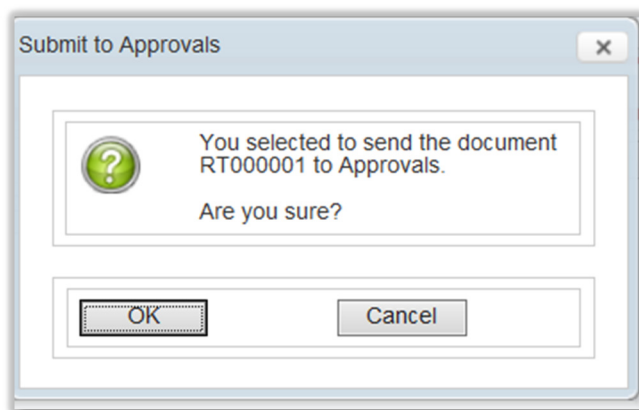 Submit to Approvals
You selected to send the document
RT000001 to Approvals.
Are you sure?
OK
Cancel